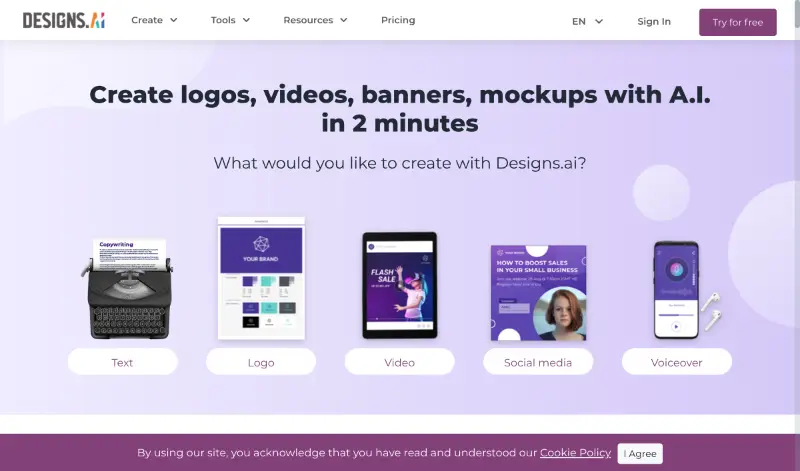 DESIGNS.Ai
Create
Tools
Resources
Pricing
EN
Sign In
Try for free
Create logos, videos, banners, mockups with A.I.
in 2 minutes
What would you like to create with Designs.ai?
Copywriting
YOUR BRAND
FLASH
SALE
HOW TO BOOST SALES
IN YOUR SMALL BUSINESS
Text
Logo
Video
Social media
Voiceover
By using our site, you acknowledge that you have read and understood our Cookie Policy
I Agree